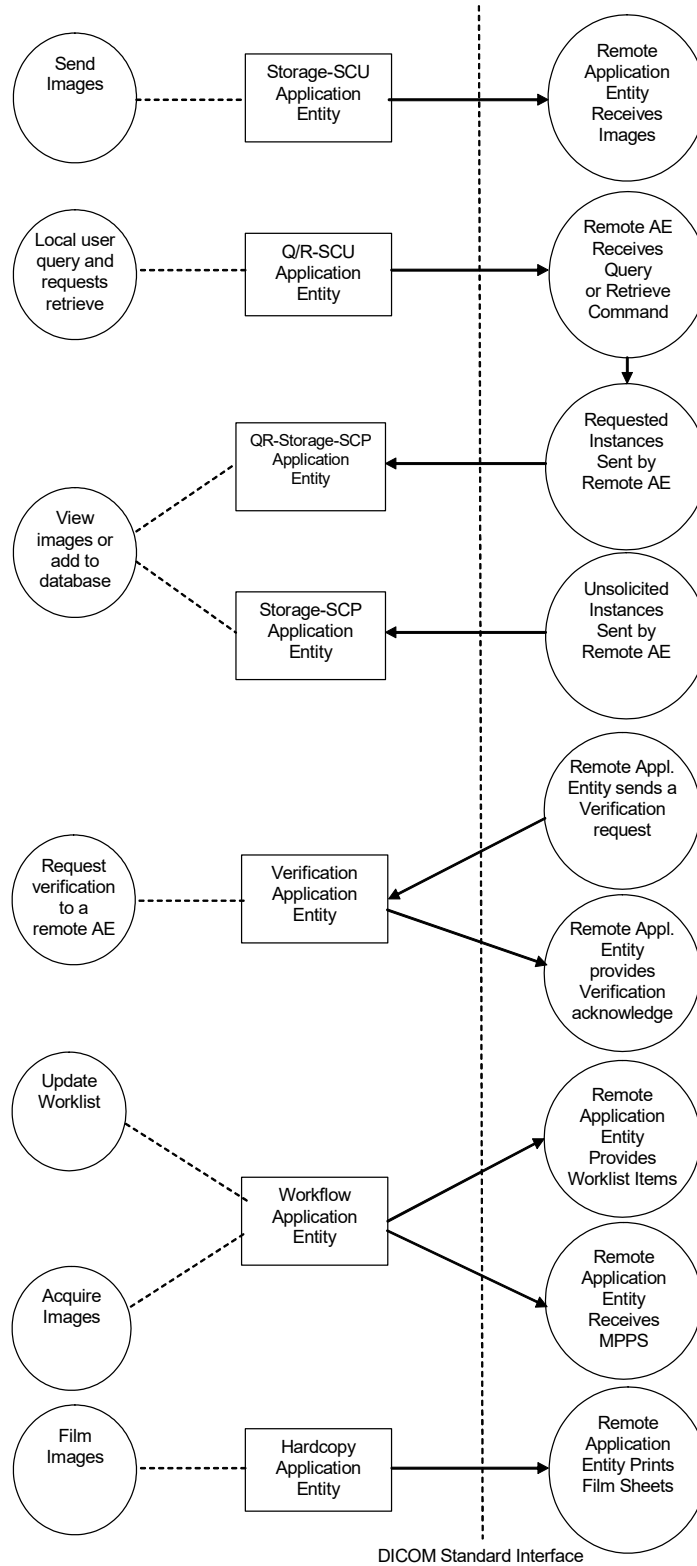 Send
Images
Storage-SCU
Application
Entity
Remote
Application
Entity
Receives
Images
Local user
query and
requests
retrieve
Q/R-SCU
Application
Entity
Remote AE
Receives
Query
or Retrieve
Command
QR-Storage-SCP
Application
Entity
Requested
Instances
Sent by
Remote AE
View
images or
add to
database
Storage-SCP
Application
Entity
Unsolicited
Instances
Sent by
Remote AE
Remote Appl.
Entity sends a
Verification
request
Request
verification
to a
remote AE
Verification
Application
Entity
Remote Appl.
Entity
provides
Verification
acknowledge
Update
Worklist
Remote
Application
Entity
Provides
Worklist Items
Workflow
Application
Entity
Acquire
Images
Remote
Application
Entity
Receives
MPPS
Film
Images
Hardcopy
Application
Entity
Remote
Application
Entity Prints
Film Sheets
DICOM Standard Interface